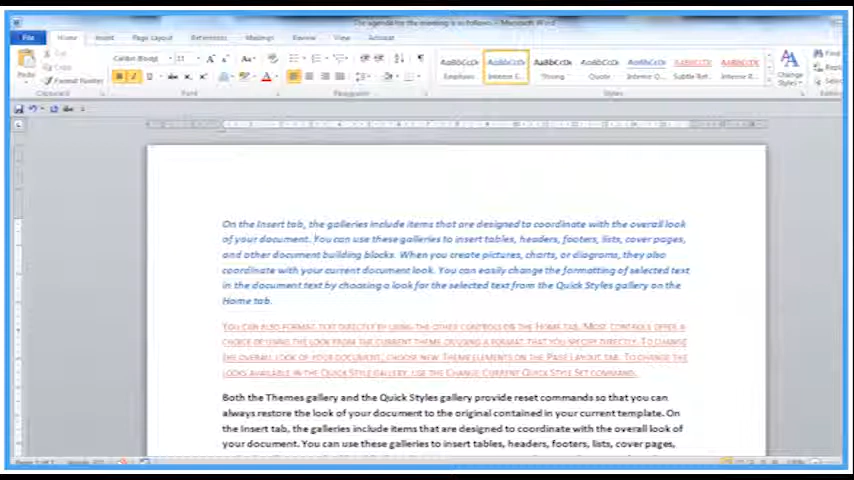 The agenda for the meeting is as follows - Microsoft Word
File Home Insert Page Layout References Mailings Review View Acrobat
Cut
Copy
Paste Format Painter
Calibri (Body) 11
AaBbCcDc AaBbCcDc AaBbCcDc AaBbCcDc AaBbCcDc AaBbCcDc AaBbCcDc
Emphasis Intense E... Strong Quote Intense Q... Subtle Ref... Intense R...
Change Styles
Find
Clipboard Font Paragraph Styles
On the Insert tab, the galleries include items that are designed to coordinate with the overall look
of your document. You can use these galleries to insert tables, headers, footers, lists, cover pages,
and other document building blocks. When you create pictures, charts, or diagrams, they also
coordinate with your current document look. You can easily change the formatting of selected text
in the document text by choosing a look for the selected text from the Quick Styles gallery on the
Home tab.
You can also format text directly by using the other controls on the Home tab. Most controls offer a
choice of using the look from the current theme or using a format that you specify directly. To change
the overall look of your document, choose new Theme elements on the Page Layout tab. To change the
looks available in the Quick Style gallery, use the Change Current Quick Style Set command.
Both the Themes gallery and the Quick Styles gallery provide reset commands so that you can
always restore the look of your document to the original contained in your current template. On
the Insert tab, the galleries include items that are designed to coordinate with the overall look of
your document. You can use these galleries to insert tables, headers, footers, lists, cover pages,